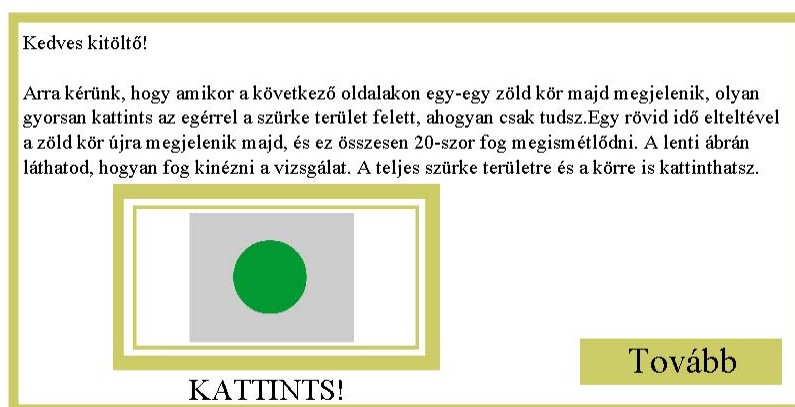 Kedves kitöltő!
Arra kérünk, hogy amikor a következő oldalakon egy-egy zöld kör majd megjelenik, olyan
gyorsan kattints az egérrel a szürke terület felett, ahogyan csak tudsz.Egy rövid idő elteltével
a zöld kör újra megjelenik majd, és ez összesen 20-szor fog megismétlődni. A lenti ábrán
láthatod, hogyan fog kinézni a vizsgálat. A teljes szürke területre és a körre is kattinthatsz.
KATTINTS!
Tovább